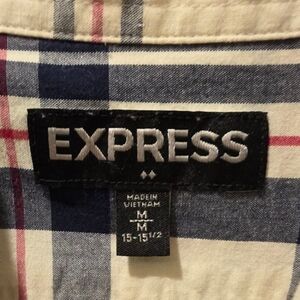 EXPRESS
MADE IN
VIETNAM
M
M
15-15 1/2